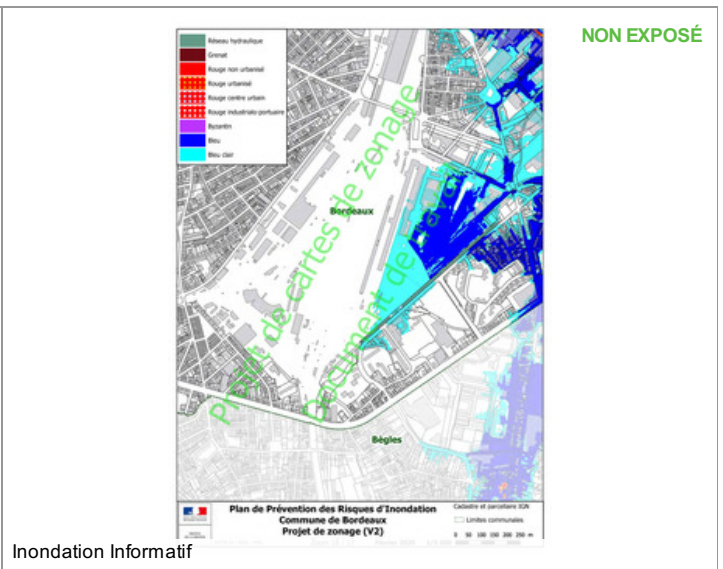 NON EXPOSÉ
Réseau hydraulique
Grenat
Rouge non urbanisé
Rouge urbanisé
Rouge centre urbain
Rouge industrialo-portuaire
Byzantin
Bleu
Bleu clair
Projet de cartes de zonage
Document de travail
Bordeaux
Bègles
Plan de Prévention des Risques d'Inondation
Commune de Bordeaux
Projet de zonage (V2)
Cadastre et parcellaire IGN
Limites communales
0 50 100 150 200 250 m
Inondation Informatif